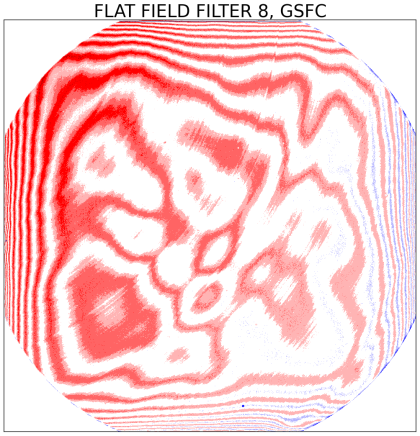 FLAT FIELD FILTER 8, GSFC